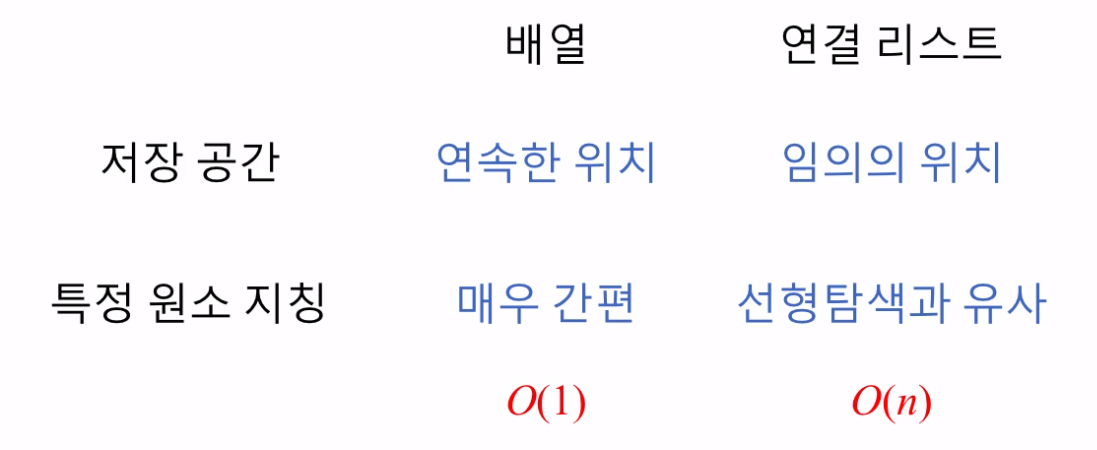 배열 연결 리스트
저장 공간 연속한 위치 임의의 위치
특정 원소 지칭 매우 간편 선형탐색과 유사
O(1) O(n)